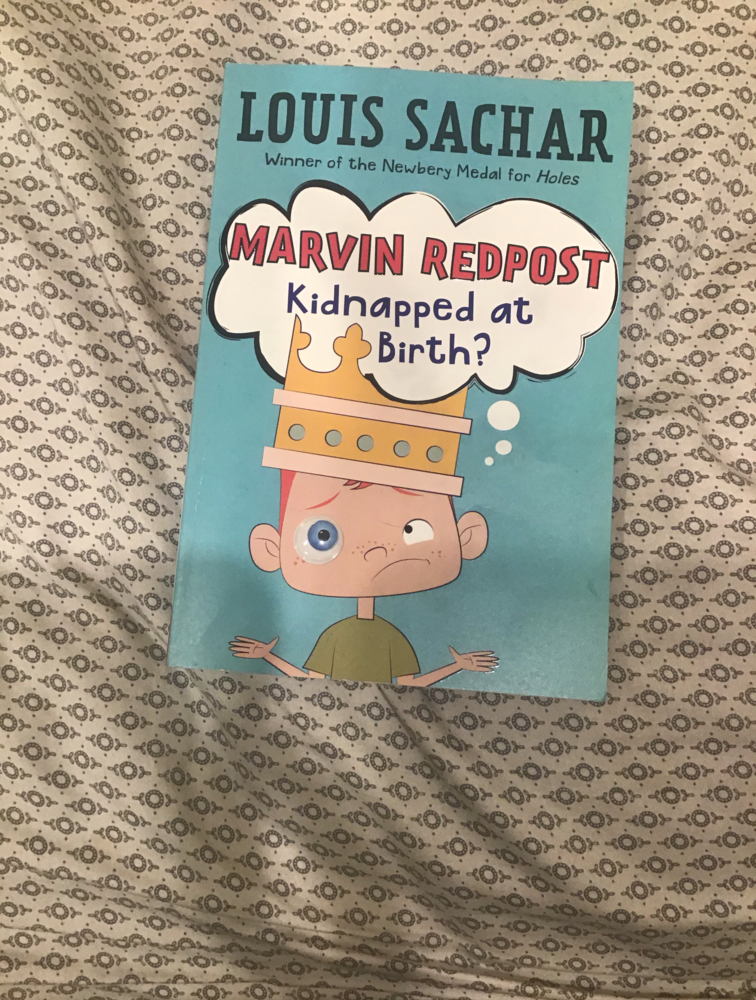 LOUIS SACHAR
Winner of the Newbery Medal for Holes
MARVIN REDPOST
Kidnapped at
Birth?